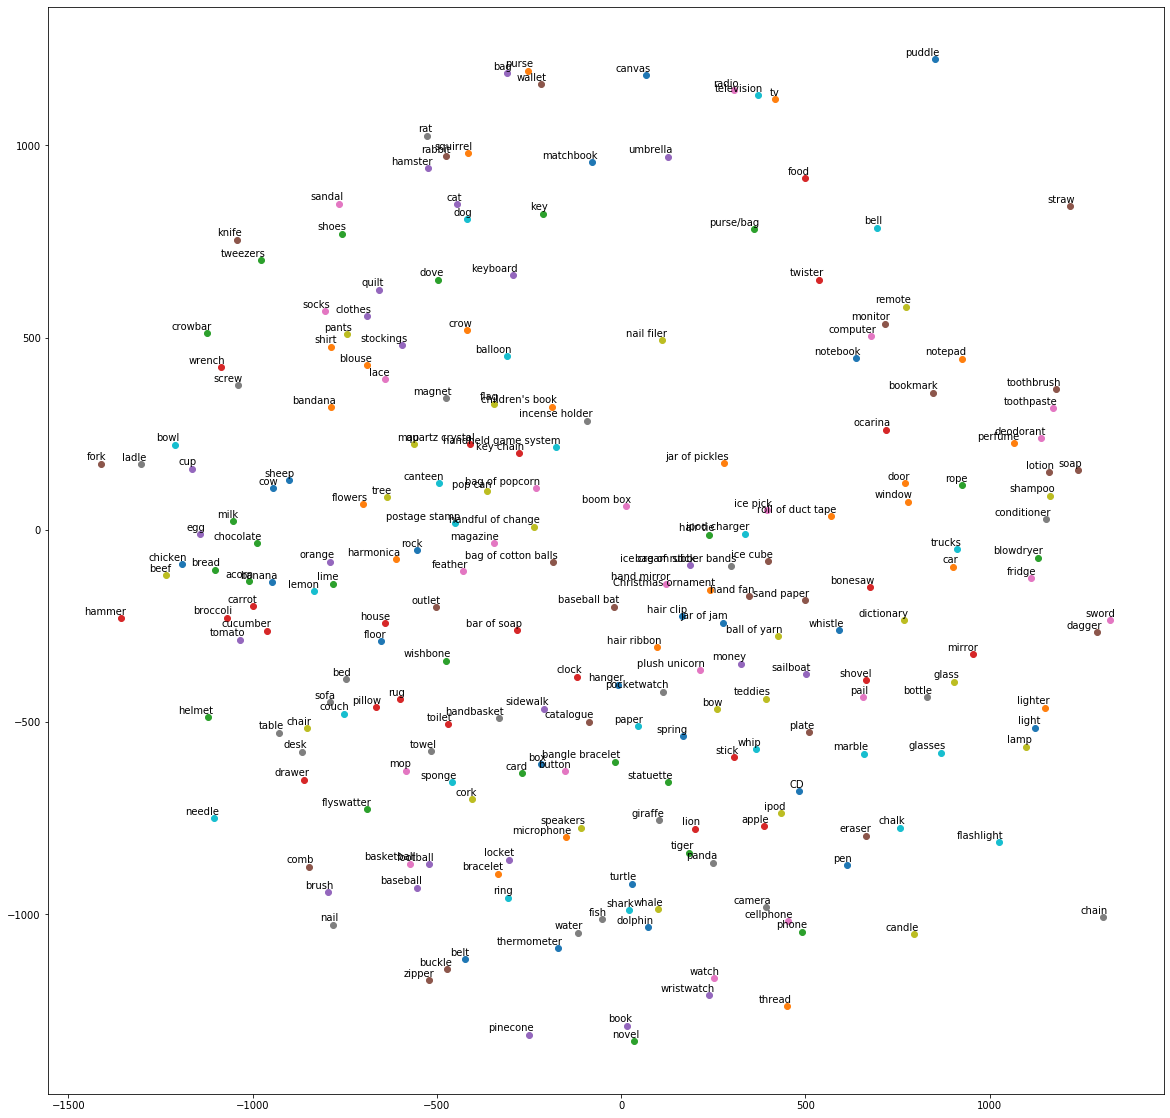 puddle
purse
bag
canvas
wallet
radio
television
tv
rat
squirrel
rabbit
matchbook
umbrella
hamster
food
sandal
cat
straw
key
dog
purse/bag
bell
shoes
knife
tweezers
dove
keyboard
twister
quilt
remote
socks
clothes
monitor
crow
crowbar
pants
computer
nail filer
shirt
stockings
balloon
notebook
notepad
blouse
wrench
screw
lace
toothbrush
magnet
flag
children's book
bookmark
bandana
toothpaste
incense holder
ocarina
deodorant
bowl
quartz crystal
handheld game system
perfume
key chain
fork
ladle
cup
jar of pickles
lotion
soap
sheep
cow
canteen
pop can
bag of popcorn
door
rope
tree
flowers
shampoo
boom box
ice pick
window
milk
postage stamp
handful of change
roll of duct tape
conditioner
egg
hair tie
ipod charger
chocolate
rock
magazine
trucks
chicken
orange
harmonica
bag of cotton balls
ice cube
blowdryer
beef
bread
feather
car
fridge
acorn
banana
lime
hand mirror
Christmas ornament
lemon
hand fan
bonesaw
carrot
outlet
baseball bat
sand paper
hammer
broccoli
hair clip
jar of jam
dictionary
sword
cucumber
house
bar of soap
whistle
dagger
tomato
floor
ball of yarn
hair ribbon
wishbone
money
mirror
plush unicorn
bed
clock
sailboat
shovel
glass
hanger
pocketwatch
sofa
rug
teddies
pail
bottle
pillow
lighter
helmet
couch
handbasket
sidewalk
bow
table
chair
toilet
catalogue
paper
light
spring
plate
desk
towel
whip
marble
glasses
lamp
box
bangle bracelet
stick
drawer
mop
card
button
sponge
statuette
CD
cork
needle
flyswatter
ipod
giraffe
speakers
microphone
lion
apple
eraser
chalk
flashlight
tiger
comb
basketball
football
locket
panda
pen
bracelet
brush
baseball
turtle
ring
shark
whale
camera
nail
fish
dolphin
cellphone
chain
water
phone
candle
thermometer
belt
buckle
zipper
watch
wristwatch
thread
book
pinecone
novel
1000
500
0
−500
−1000
−1500
−1000
−500
0
500
1000